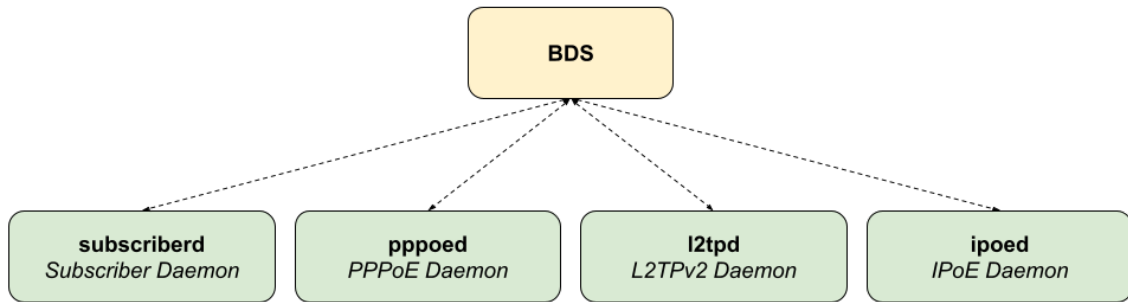 BDS
subscriberd
Subscriber Daemon
pppoed
PPPoE Daemon
l2tpd
L2TPv2 Daemon
ipoed
IPoE Daemon